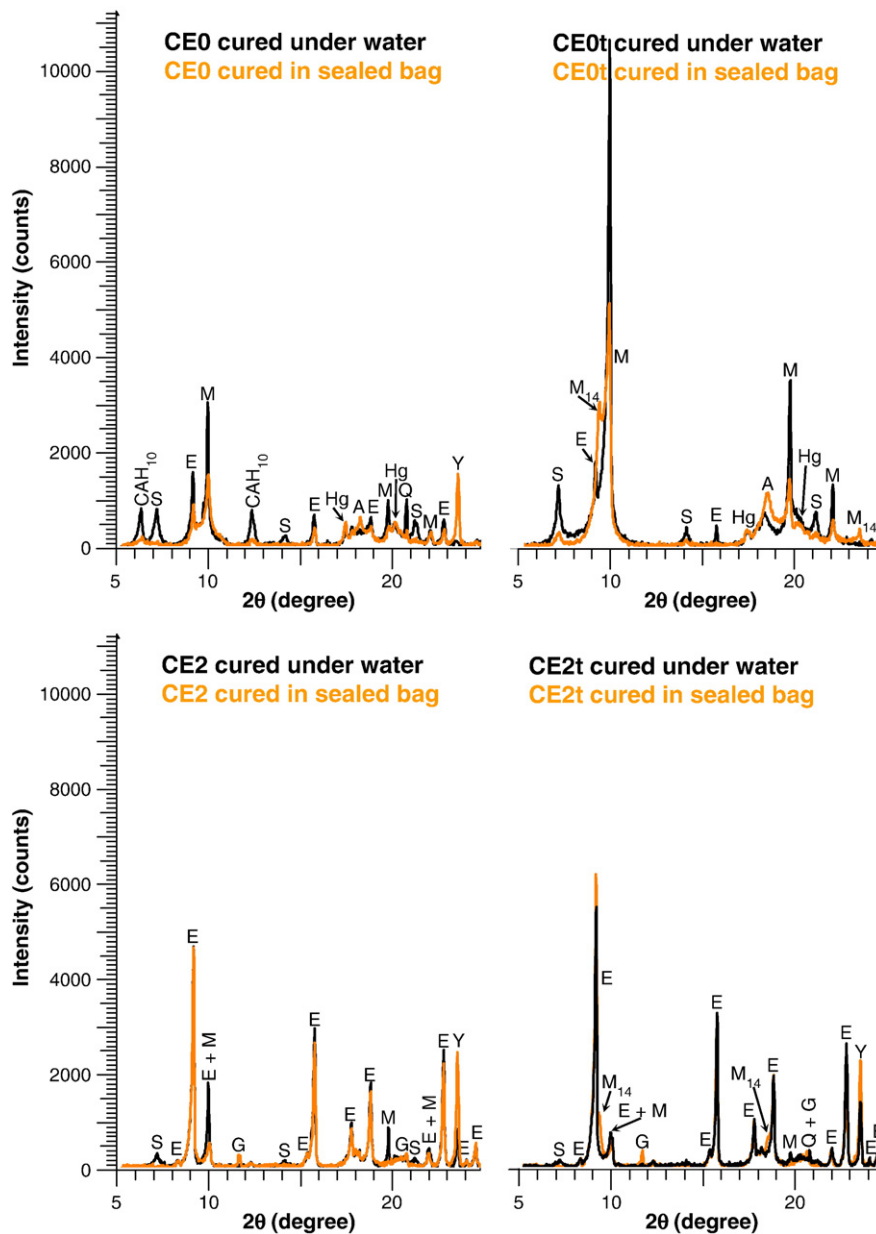 CE0 cured under water
CE0 cured in sealed bag
10000
8000
6000
4000
2000
0
Intensity (counts)
CAH10
S
E
M
CAH10
S
E
Hg
A
E
M
Hg
Q
S
M
E
Y
5
10
20
2θ (degree)
CE0t cured under water
CE0t cured in sealed bag
S
E
M14
M
S
E
Hg
A
M
Hg
S
M
M14
5
10
20
2θ (degree)
CE2 cured under water
CE2 cured in sealed bag
10000
8000
6000
4000
2000
0
Intensity (counts)
S
E
E
E + M
G
S
E
E
E
E
M
G
S
E + M
E
Y
E
E
5
10
20
2θ (degree)
CE2t cured under water
CE2t cured in sealed bag
S
E
E
M14
E + M
G
E
E
E
M14
E
M
Q + G
E
E
Y
E
E
5
10
20
2θ (degree)